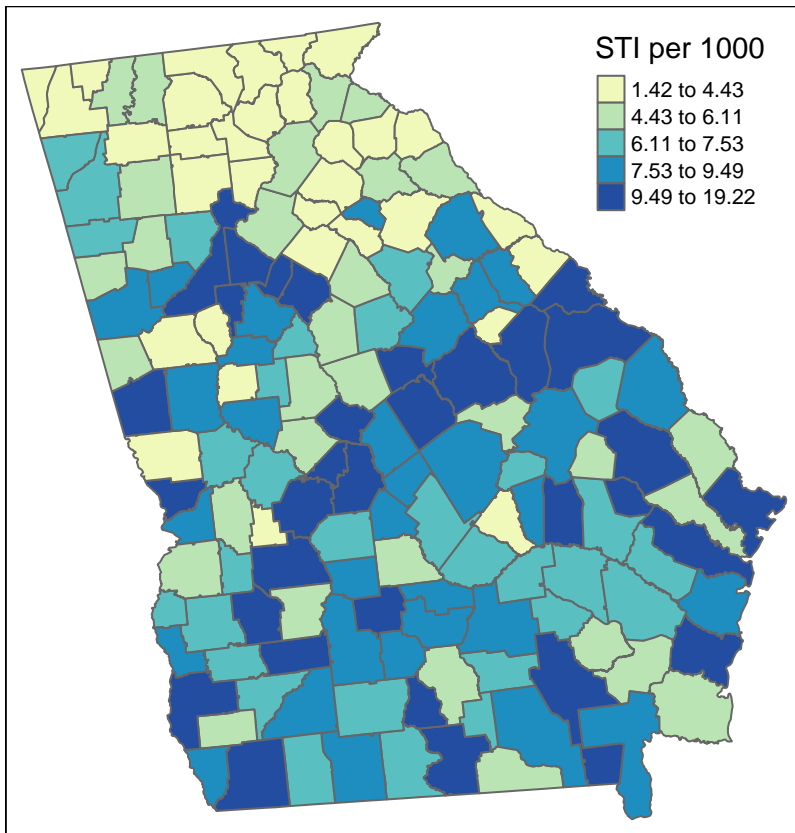 STI per 1000
1.42 to 4.43
4.43 to 6.11
6.11 to 7.53
7.53 to 9.49
9.49 to 19.22